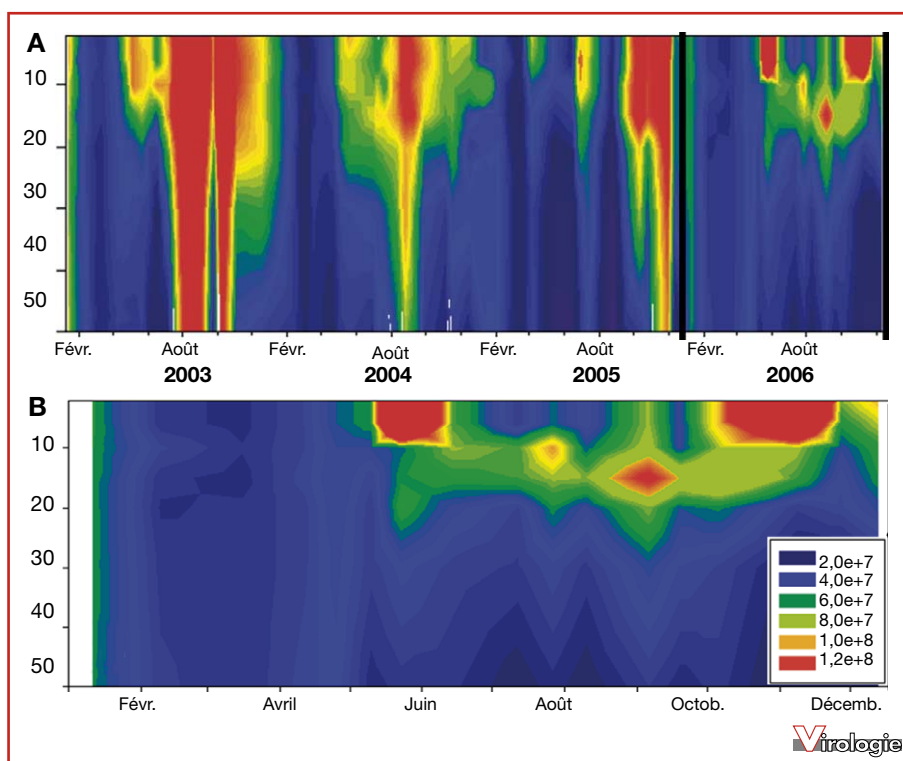 A
10
20
30
40
50
Févr. Août Févr. Août Févr. Août Févr. Août
2003 2004 2005 2006
B
10
20
30
40
50
2,0e+7
4,0e+7
6,0e+7
8,0e+7
1,0e+8
1,2e+8
Févr. Avril Juin Août Octob. Décemb.
Virologie